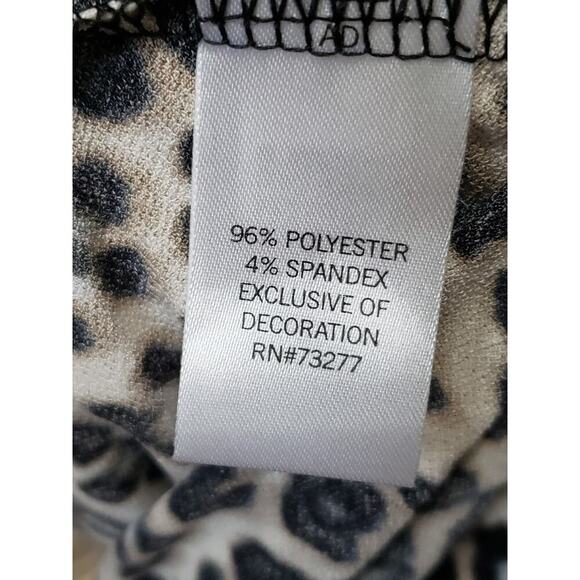 AD
96% POLYESTER
4% SPANDEX
EXCLUSIVE OF
DECORATION
RN#73277